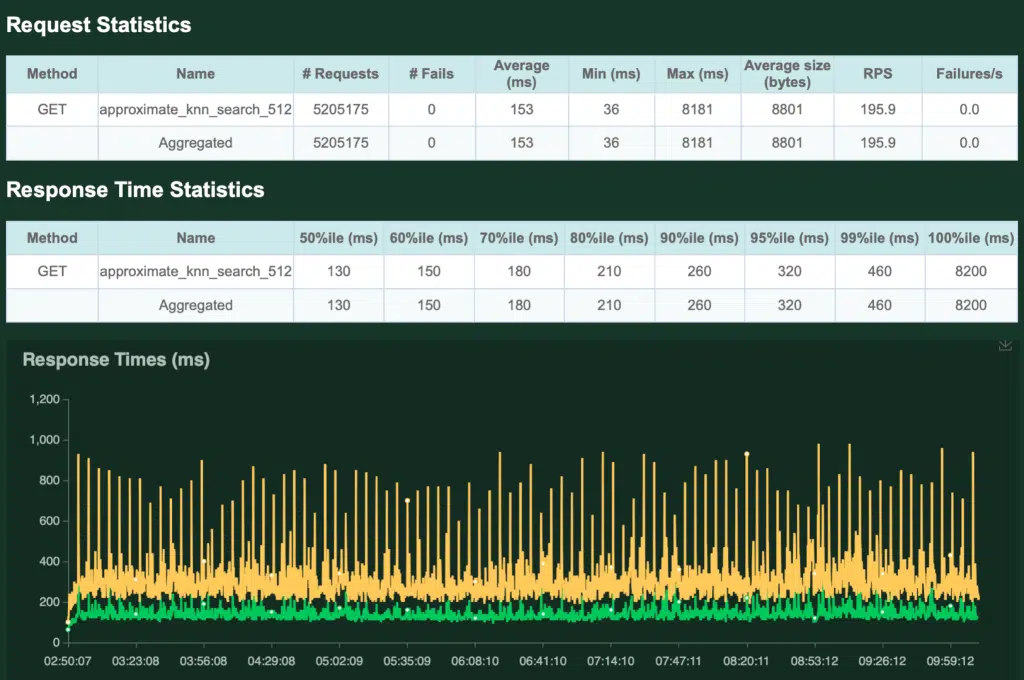 Request Statistics
Method Name # Requests # Fails Average (ms) Min (ms) Max (ms) Average size (bytes) RPS Failures/s
GET approximate_knn_search_512 5205175 0 153 36 8181 8801 195.9 0.0
Aggregated 5205175 0 153 36 8181 8801 195.9 0.0
Response Time Statistics
Method Name 50%ile (ms) 60%ile (ms) 70%ile (ms) 80%ile (ms) 90%ile (ms) 95%ile (ms) 99%ile (ms) 100%ile (ms)
GET approximate_knn_search_512 130 150 180 210 260 320 460 8200
Aggregated 130 150 180 210 260 320 460 8200
Response Times (ms)
1,200
1,000
800
600
400
200
0
02:50:07 03:23:08 03:56:08 04:29:08 05:02:09 05:35:09 06:08:10 06:41:10 07:14:10 07:47:11 08:20:11 08:53:12 09:26:12 09:59:12